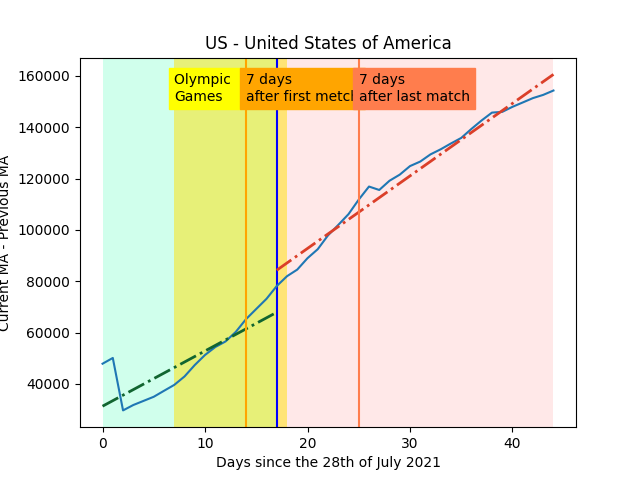 US - United States of America
Olympic
Games
7 days
after first metch
7 days
after last match
160000
140000
120000
100000
80000
60000
40000
Current MA - Previous MA
0
10
20
30
40
Days since the 28th of July 2021